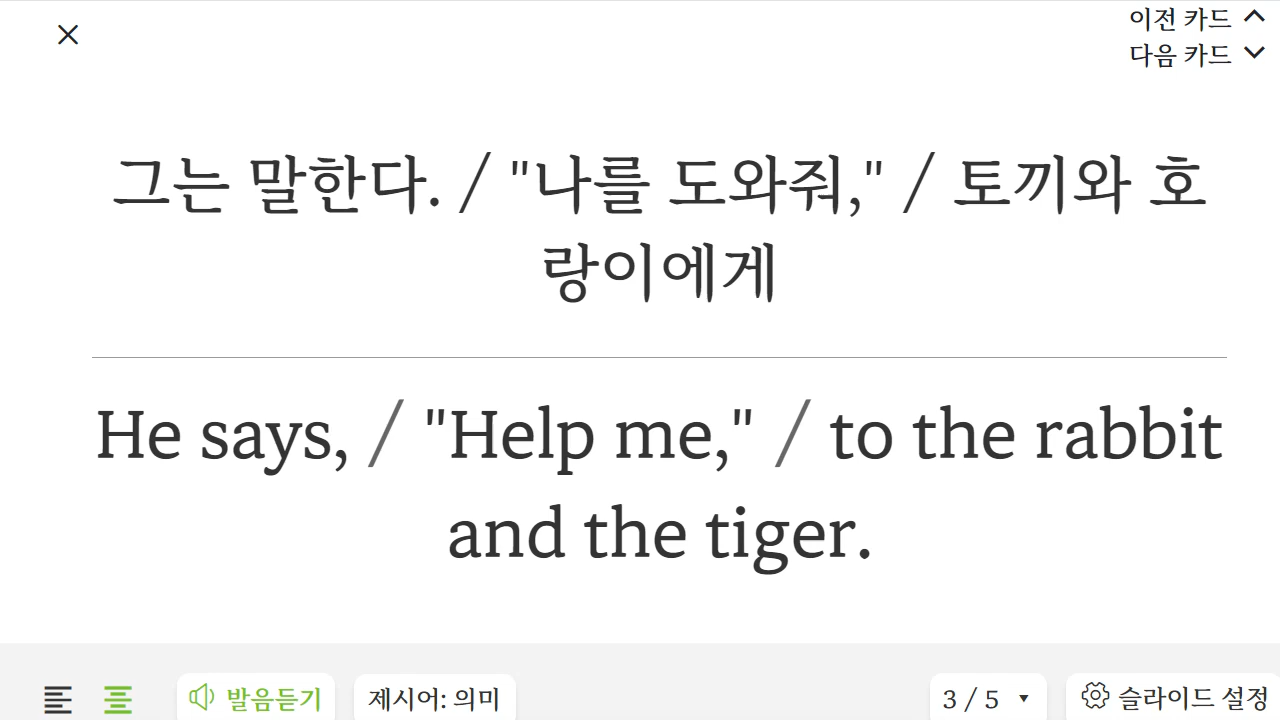 이전 카드
다음 카드
그는 말한다. / "나를 도와줘," / 토끼와 호
랑이에게
He says, / "Help me," / to the rabbit
and the tiger.
발음듣기
제시어: 의미
3 / 5
슬라이드 설정